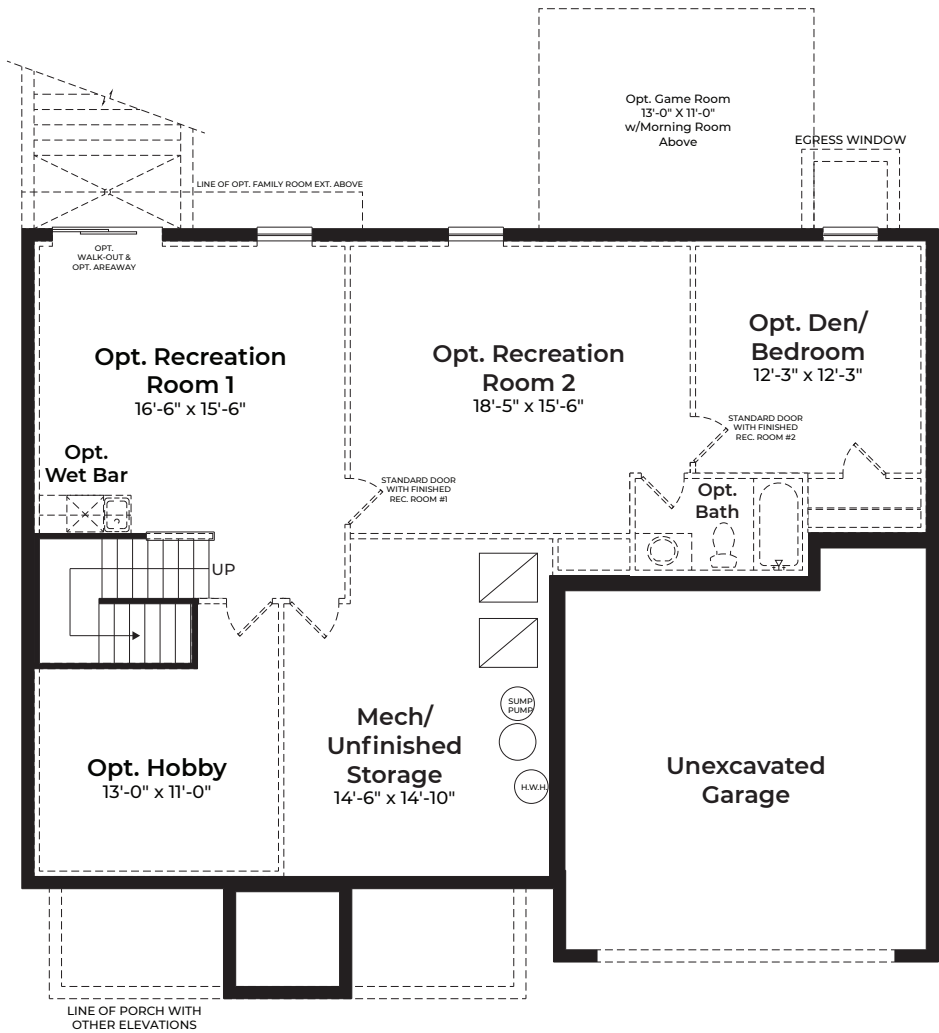 Opt. Game Room
13'-0" X 11'-0"
w/Morning Room
Above
EGRESS WINDOW
LINE OF OPT. FAMILY ROOM EXT. ABOVE
OPT.
WALK-OUT &
OPT. AREAWAY
Opt. Recreation
Room 1
16'-6" x 15'-6"
Opt. Recreation
Room 2
18'-5" x 15'-6"
Opt. Den/
Bedroom
12'-3" x 12'-3"
STANDARD DOOR
WITH FINISHED
REC. ROOM #2
Opt.
Wet Bar
STANDARD DOOR
WITH FINISHED
REC. ROOM #1
Opt.
Bath
UP
SUMP
PUMP
Mech/
Unfinished
Storage
14'-6" x 14'-10"
H.W.H.
Opt. Hobby
13'-0" x 11'-0"
Unexcavated
Garage
LINE OF PORCH WITH
OTHER ELEVATIONS